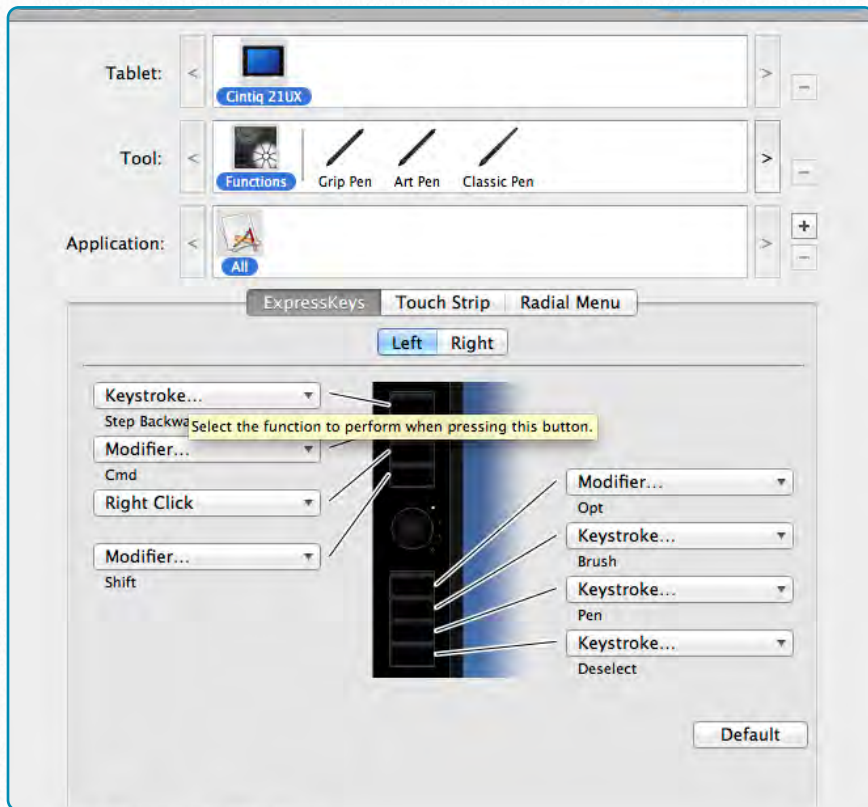 Tablet:
<
Cintiq 21UX
>
−
Tool:
<
Functions
Grip Pen
Art Pen
Classic Pen
>
−
Application:
<
All
>
+
−
ExpressKeys
Touch Strip
Radial Menu
Left
Right
Keystroke...
Step Backwa
Select the function to perform when pressing this button.
Modifier...
Cmd
Right Click
Modifier...
Shift
Modifier...
Opt
Keystroke...
Brush
Keystroke...
Pen
Keystroke...
Deselect
Default